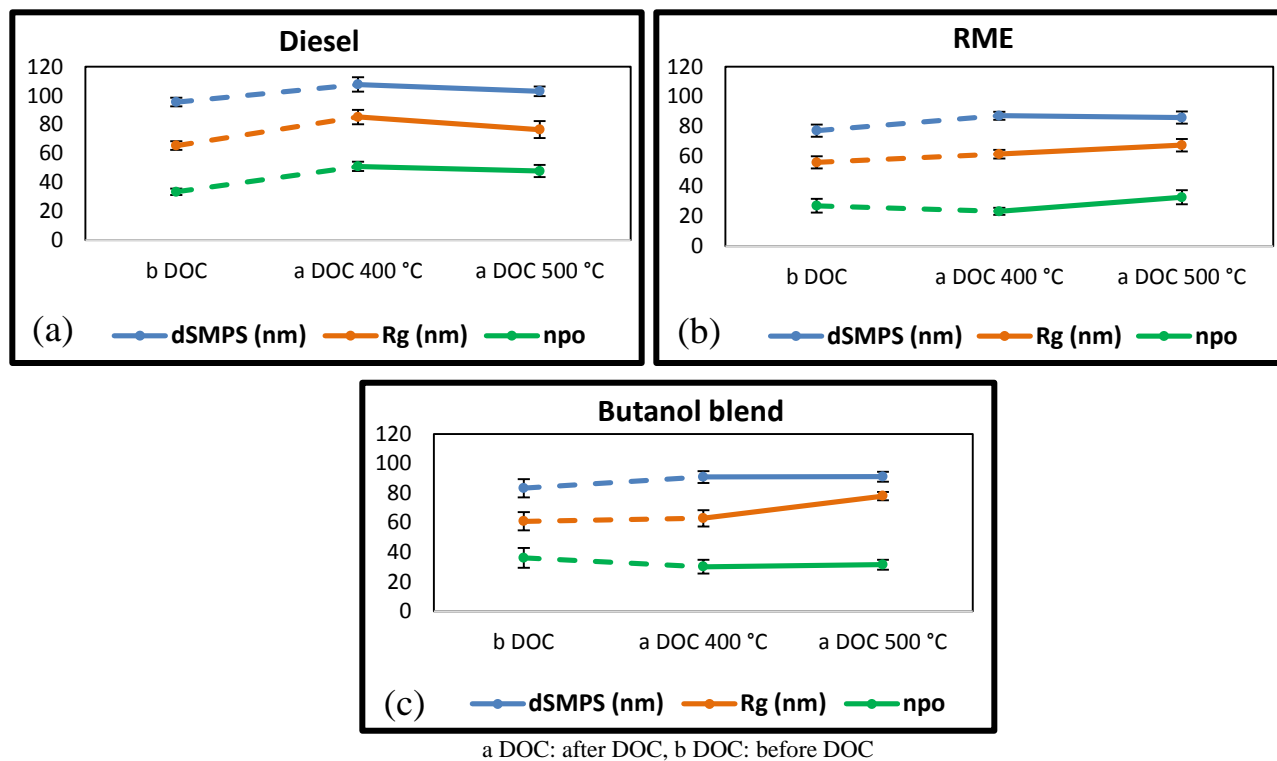 Diesel
120
100
80
60
40
20
0
b DOC a DOC 400 °C a DOC 500 °C
(a) dSMPS (nm) Rg (nm) npo
RME
120
100
80
60
40
20
0
b DOC a DOC 400 °C a DOC 500 °C
(b) dSMPS (nm) Rg (nm) npo
Butanol blend
120
100
80
60
40
20
0
b DOC a DOC 400 °C a DOC 500 °C
(c) dSMPS (nm) Rg (nm) npo
a DOC: after DOC, b DOC: before DOC